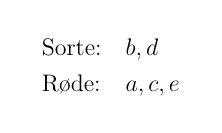 Sorte: b, d
Røde: a, c, e